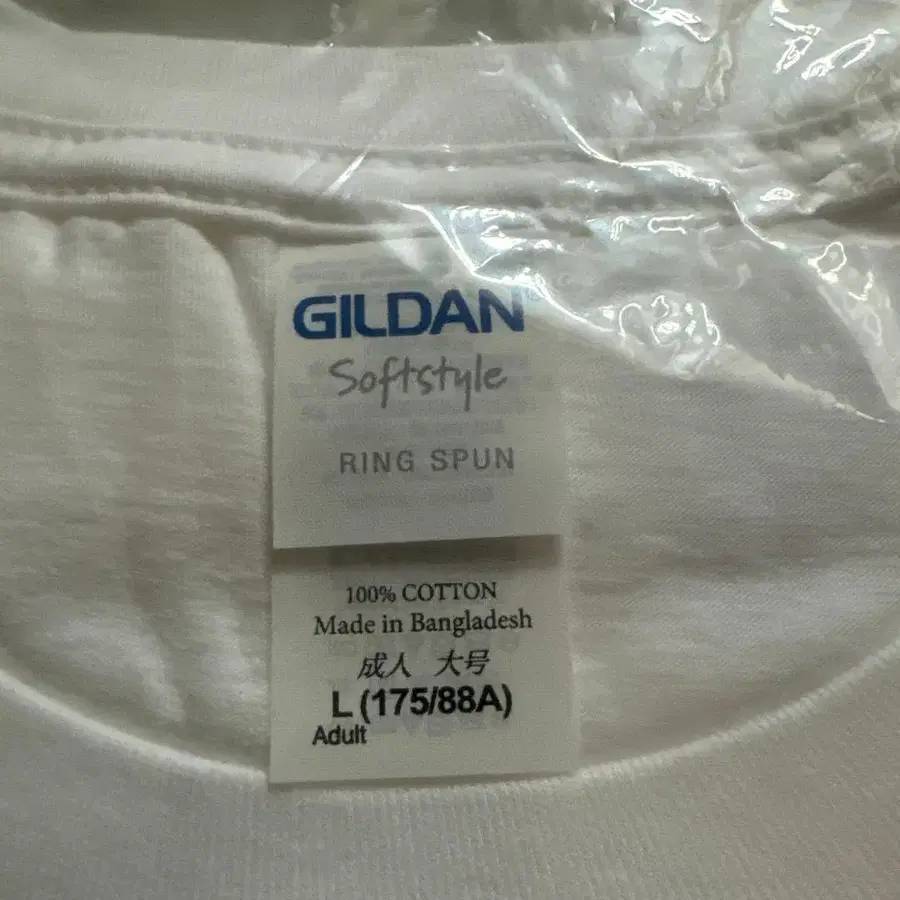 GILDAN
Softstyle
RING SPUN
100% COTTON
Made in Bangladesh
成人 大号
L (175/88A)
Adult